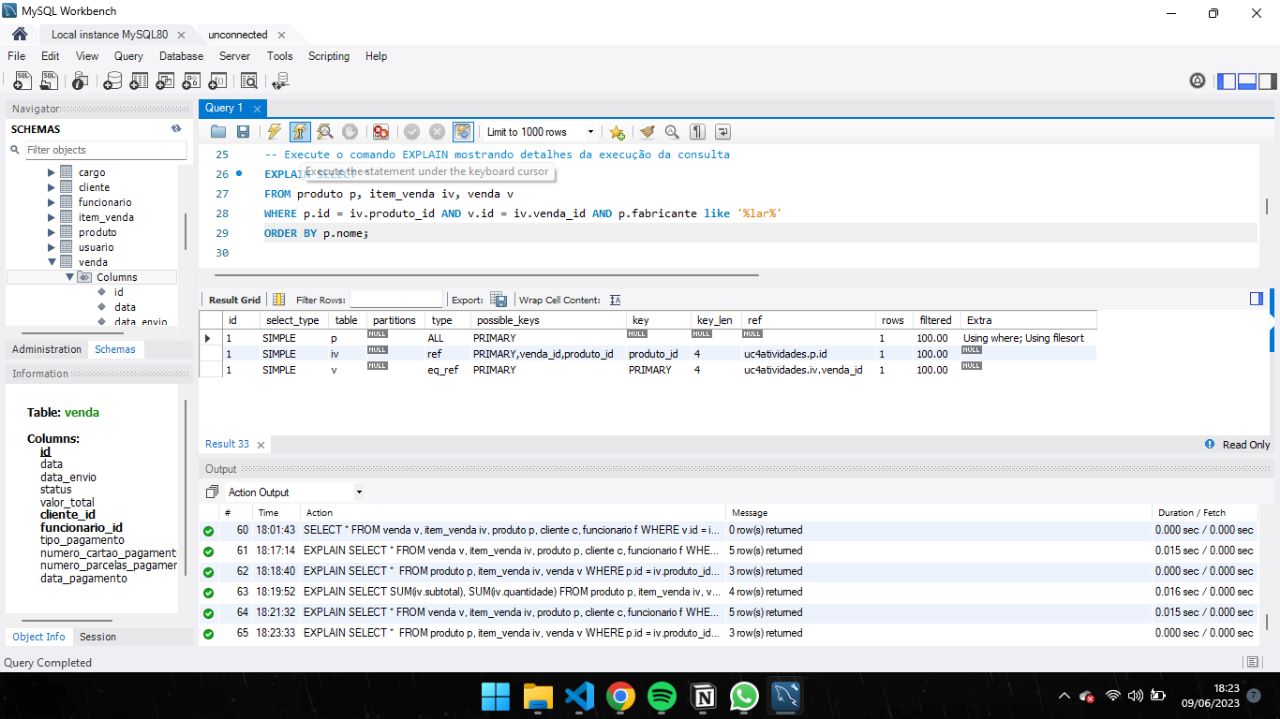 MySQL Workbench
Local instance MySQL80 × unconnected ×
File Edit View Query Database Server Tools Scripting Help
Navigator
SCHEMAS
Filter objects
cargo
cliente
funcionario
item_venda
produto
usuario
venda
Columns
id
data
data_envio
Administration Schemas
Information
Table: venda
Columns:
id
data
data_envio
status
valor_total
cliente_id
funcionario_id
tipo_pagamento
numero_cartao_pagament
numero_parcelas_pagamen
data_pagamento
Object Info Session
Query Completed
Query 1 ×
Limit to 1000 rows
25 -- Execute o comando EXPLAIN mostrando detalhes da execução da consulta
26 EXPLAIN SELECT *
Execute the statement under the keyboard cursor
27 FROM produto p, item_venda iv, venda v
28 WHERE p.id = iv.produto_id AND v.id = iv.venda_id AND p.fabricante like '%lar%'
29 ORDER BY p.nome;
30
Result Grid Filter Rows: Export: Wrap Cell Content:
id select_type table partitions type possible_keys key key_len ref rows filtered Extra
1 SIMPLE p NULL ALL PRIMARY NULL NULL NULL 1 100.00 Using where; Using filesort
1 SIMPLE iv NULL ref PRIMARY,venda_id,produto_id produto_id 4 uc4atividades.p.id 1 100.00 NULL
1 SIMPLE v NULL eq_ref PRIMARY PRIMARY 4 uc4atividades.iv.venda_id 1 100.00 NULL
Result 33 × Read Only
Output
Action Output
# Time Action Message Duration / Fetch
60 18:01:43 SELECT * FROM venda v, item_venda iv, produto p, cliente c, funcionario f WHERE v.id = i... 0 row(s) returned 0.000 sec / 0.000 sec
61 18:17:14 EXPLAIN SELECT * FROM venda v, item_venda iv, produto p, cliente c, funcionario f WHE... 5 row(s) returned 0.015 sec / 0.000 sec
62 18:18:40 EXPLAIN SELECT * FROM produto p, item_venda iv, venda v WHERE p.id = iv.produto_id... 3 row(s) returned 0.000 sec / 0.000 sec
63 18:19:52 EXPLAIN SELECT SUM(iv.subtotal), SUM(iv.quantidade) FROM produto p, item_venda iv, v... 4 row(s) returned 0.016 sec / 0.000 sec
64 18:21:32 EXPLAIN SELECT * FROM venda v, item_venda iv, produto p, cliente c, funcionario f WHE... 5 row(s) returned 0.015 sec / 0.000 sec
65 18:23:33 EXPLAIN SELECT * FROM produto p, item_venda iv, venda v WHERE p.id = iv.produto_id... 3 row(s) returned 0.000 sec / 0.000 sec
18:23
09/06/2023
7